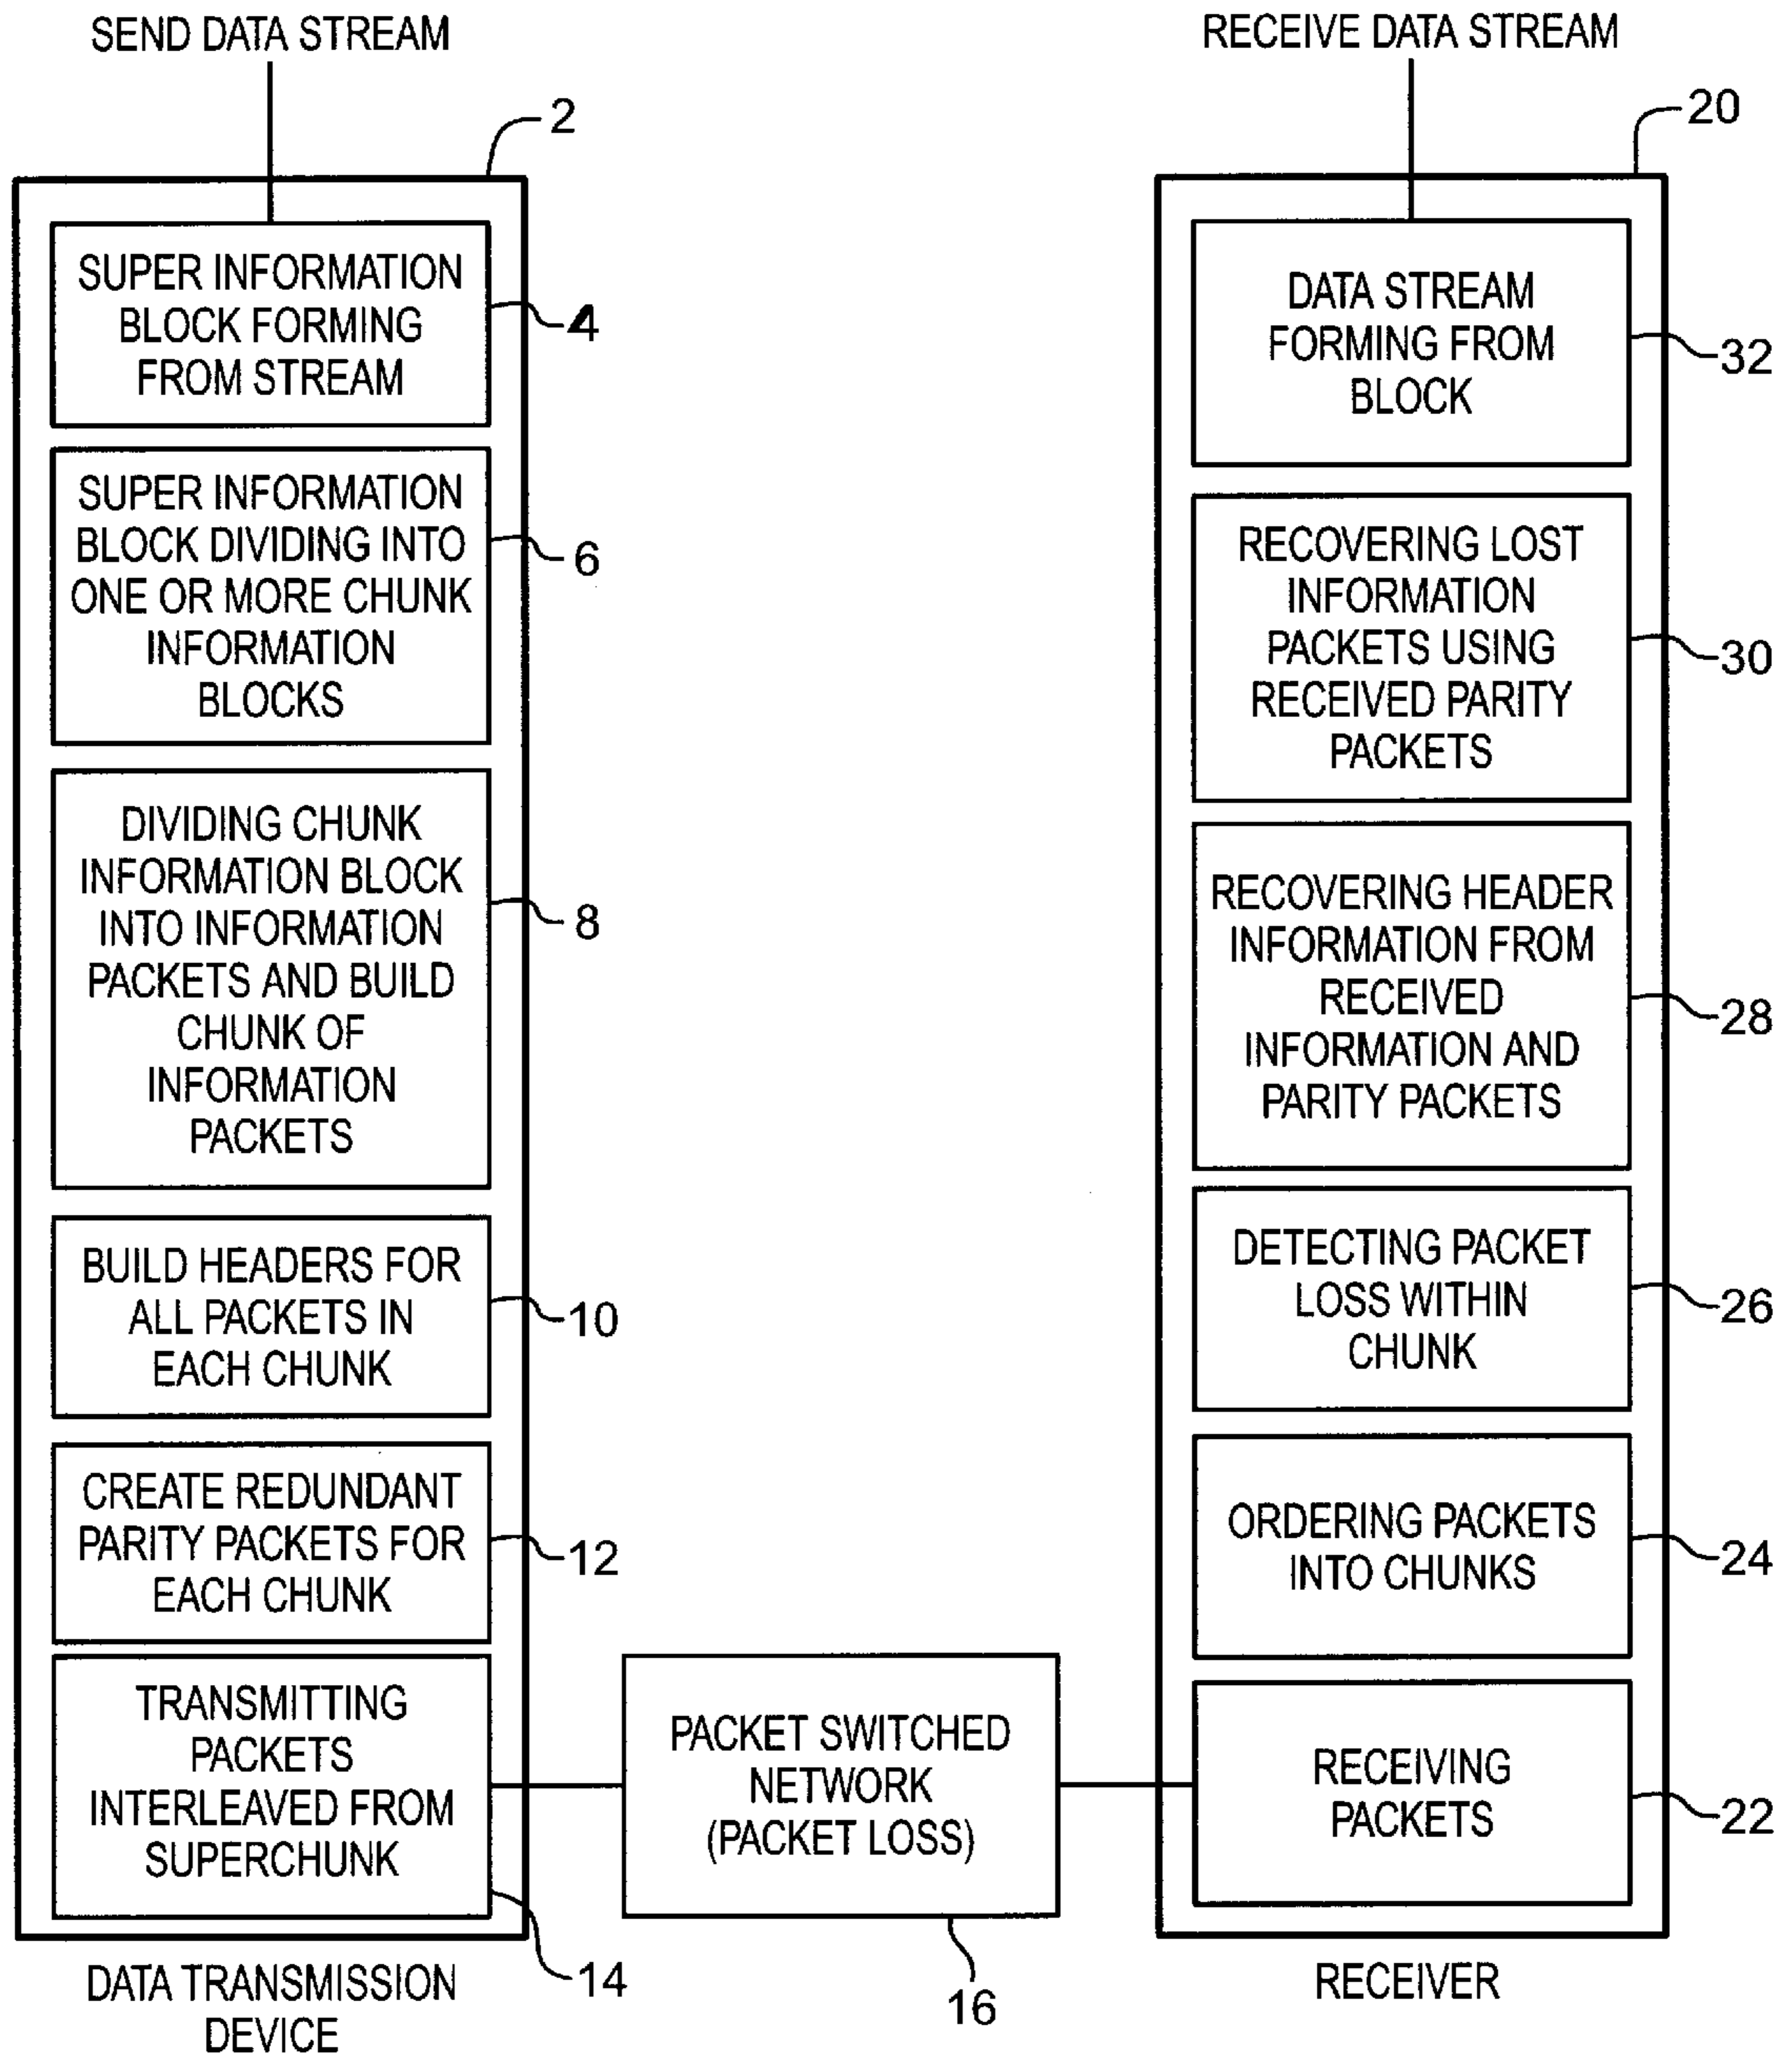 SEND DATA STREAM
2
SUPER INFORMATION
BLOCK FORMING
FROM STREAM
4
SUPER INFORMATION
BLOCK DIVIDING INTO
ONE OR MORE CHUNK
INFORMATION
BLOCKS
6
DIVIDING CHUNK
INFORMATION BLOCK
INTO INFORMATION
PACKETS AND BUILD
CHUNK OF
INFORMATION
PACKETS
8
BUILD HEADERS FOR
ALL PACKETS IN
EACH CHUNK
10
CREATE REDUNDANT
PARITY PACKETS FOR
EACH CHUNK
12
TRANSMITTING
PACKETS
INTERLEAVED FROM
SUPERCHUNK
14
DATA TRANSMISSION
DEVICE
PACKET SWITCHED
NETWORK
(PACKET LOSS)
16
RECEIVE DATA STREAM
20
DATA STREAM
FORMING FROM
BLOCK
32
RECOVERING LOST
INFORMATION
PACKETS USING
RECEIVED PARITY
PACKETS
30
RECOVERING HEADER
INFORMATION FROM
RECEIVED
INFORMATION AND
PARITY PACKETS
28
DETECTING PACKET
LOSS WITHIN
CHUNK
26
ORDERING PACKETS
INTO CHUNKS
24
RECEIVING
PACKETS
22
RECEIVER